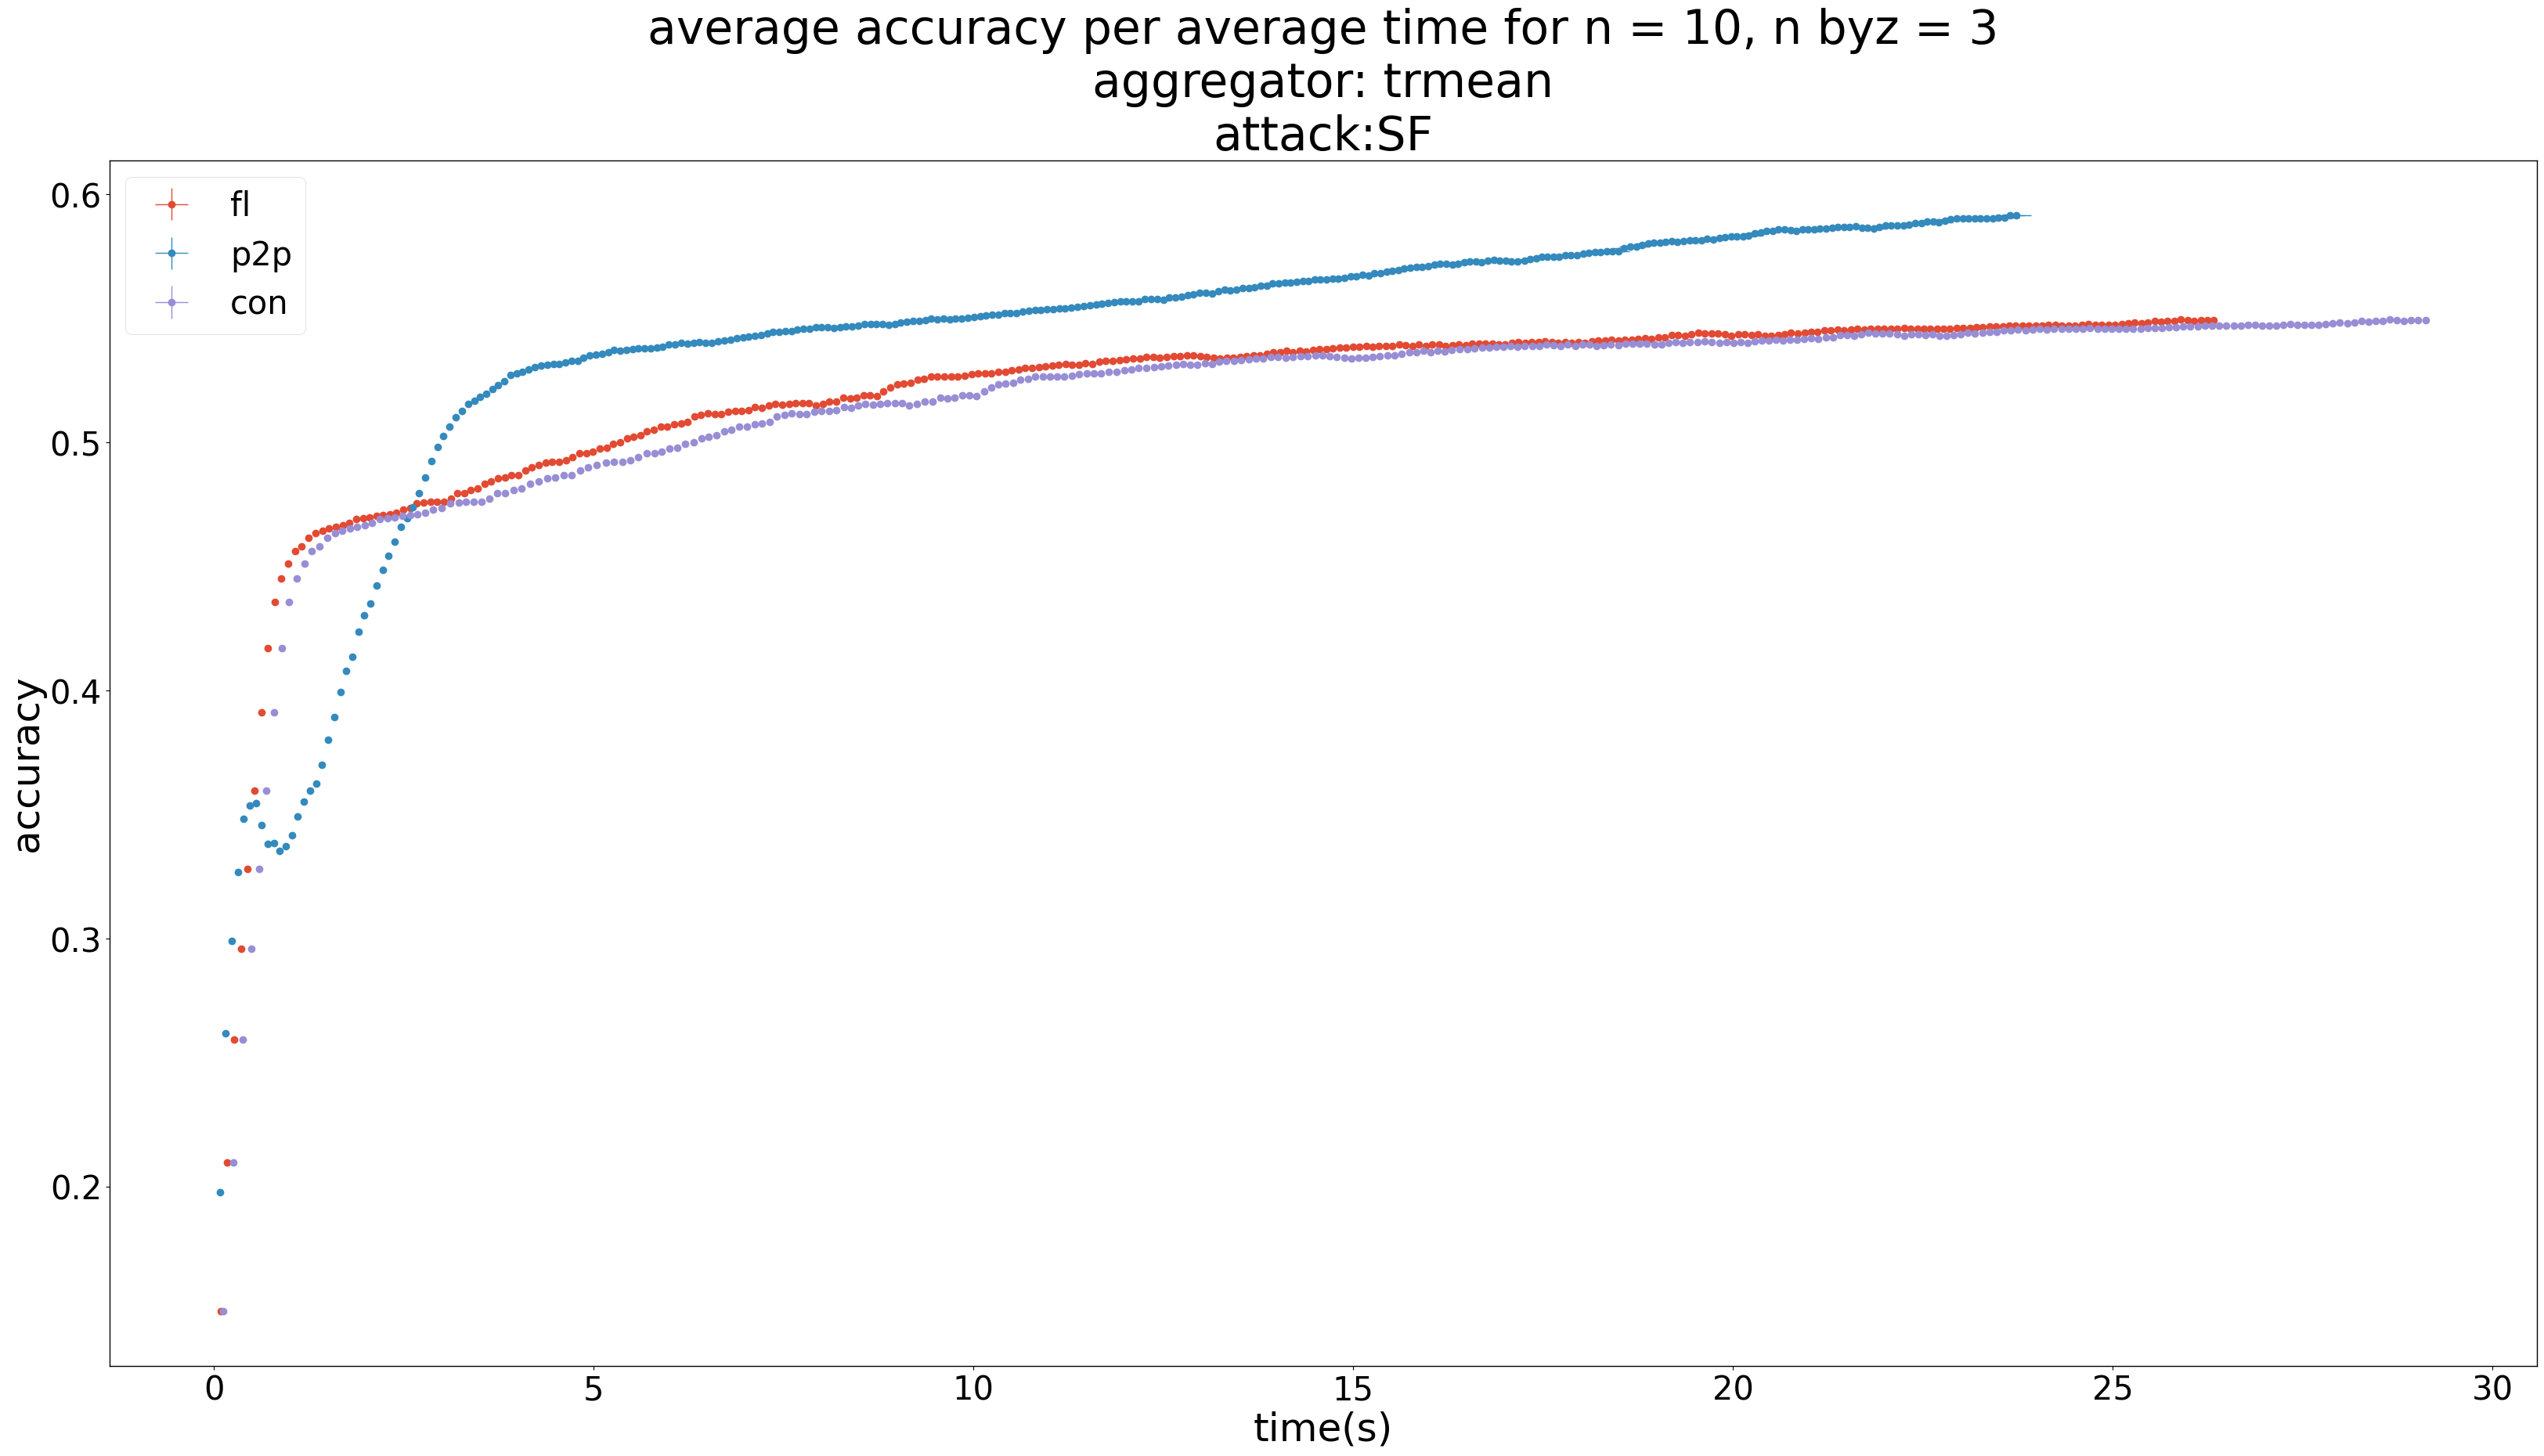 average accuracy per average time for n = 10, n byz = 3
aggregator: trmean
attack:SF
fl
p2p
con
accuracy
0.6
0.5
0.4
0.3
0.2
0
5
10
15
20
25
30
time(s)